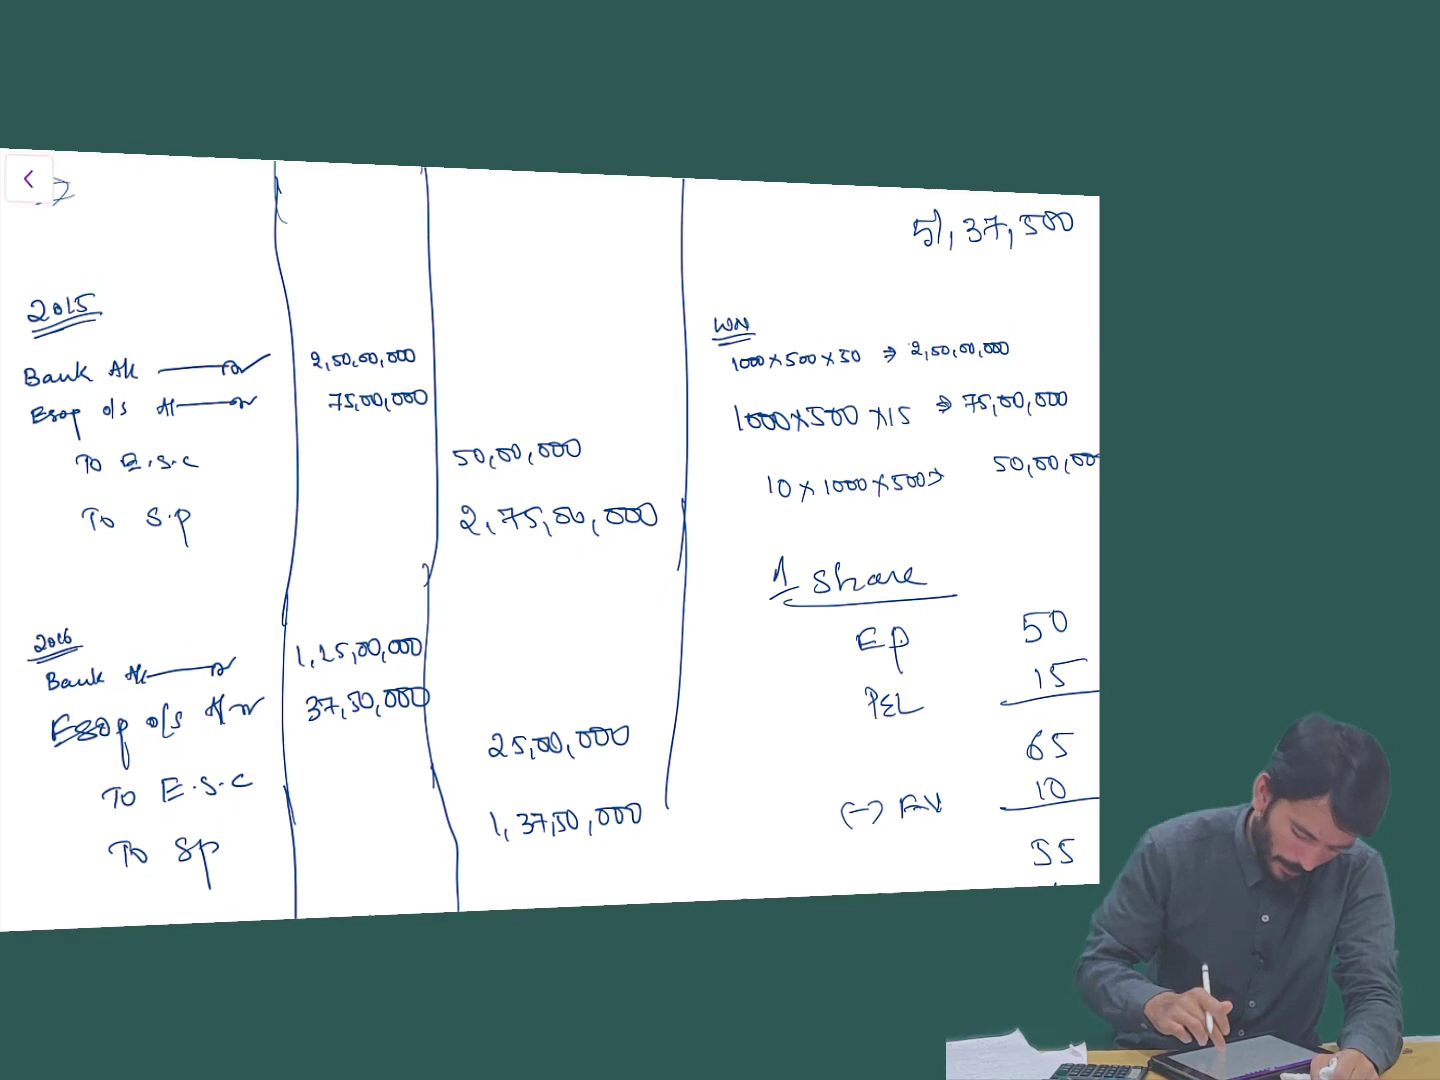 51,37,500
2015
Bank A/c Dr 2,50,00,000
Esop o/s A/c Dr 75,00,000
To E.S.C 50,00,000
To S.P 2,75,00,000
WN
1000×500×50 ⇒ 2,50,00,000
1000×500×15 ⇒ 75,00,000
10×1000×500⇒ 50,00,000
1 Share
EP 50
PEL 15
65
(-) F.V 10
55
2016
Bank A/c Dr 1,25,00,000
Esop o/s A/c Dr 37,50,000
To E.S.C 25,00,000
To SP 1,37,50,000